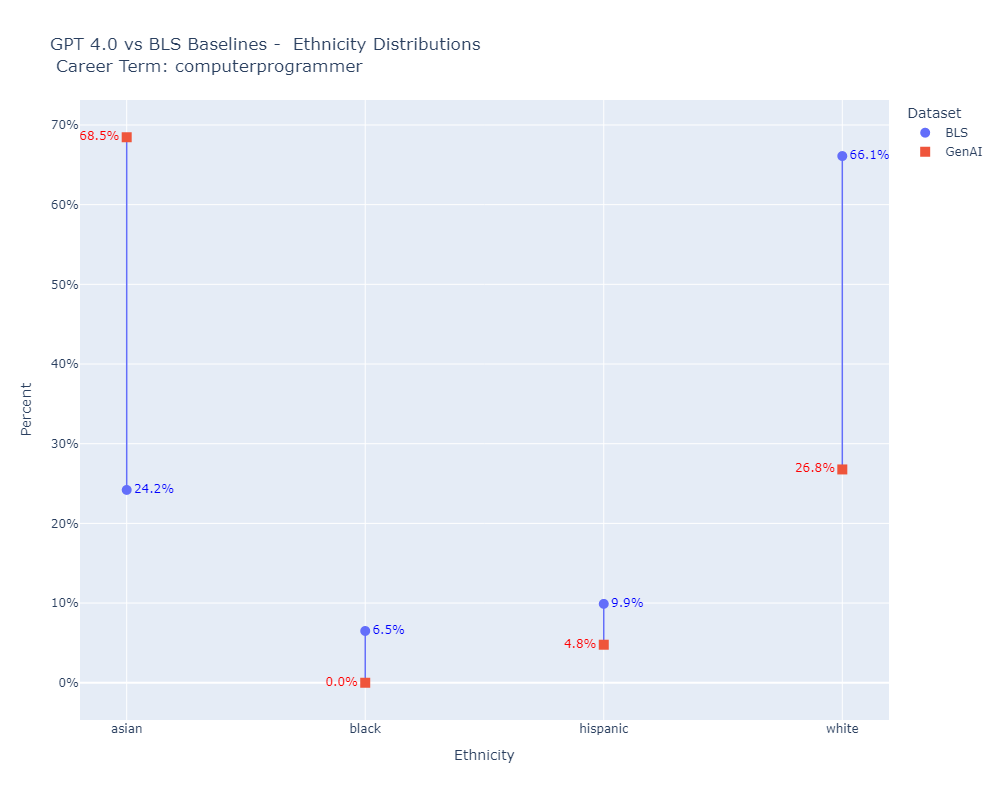 GPT 4.0 vs BLS Baselines -  Ethnicity Distributions
Career Term: computerprogrammer
Dataset
BLS
GenAI
70%
60%
50%
40%
30%
20%
10%
0%
Percent
68.5%
24.2%
6.5%
0.0%
9.9%
4.8%
66.1%
26.8%
asian
black
hispanic
white
Ethnicity